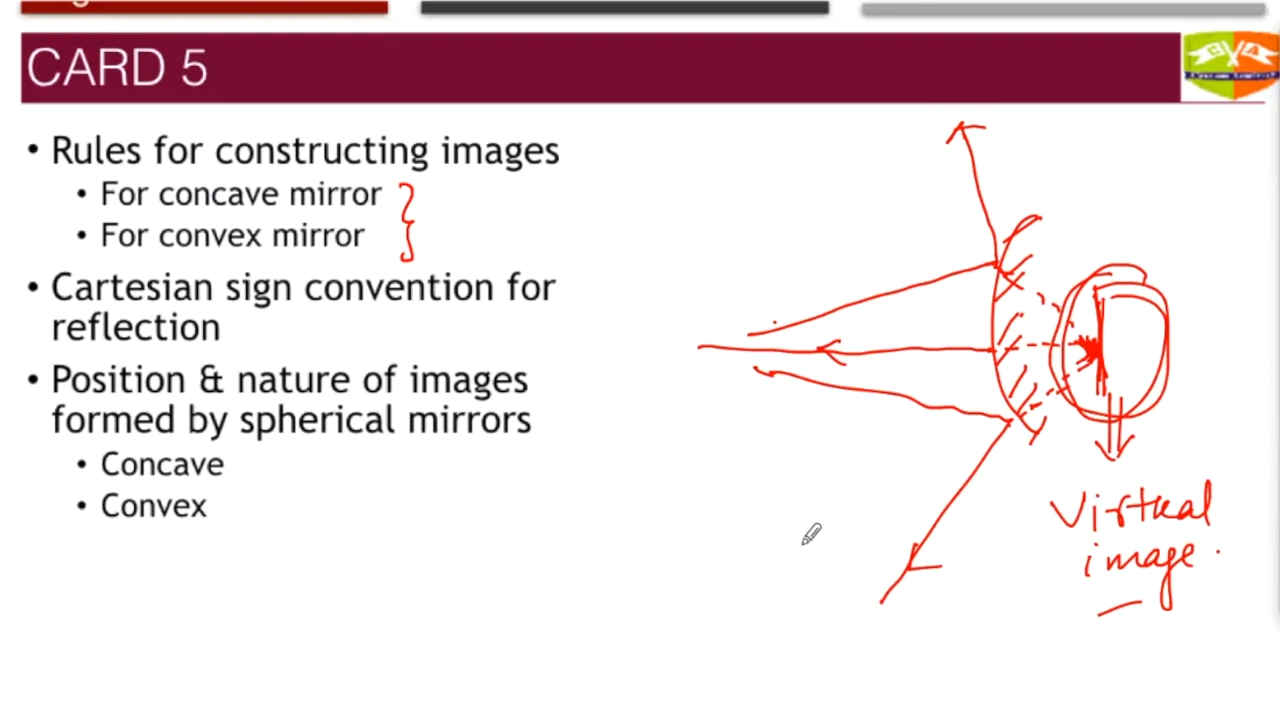 CARD 5
• Rules for constructing images
• For concave mirror
• For convex mirror
• Cartesian sign convention for
reflection
• Position & nature of images
formed by spherical mirrors
• Concave
• Convex
Virtual
image.